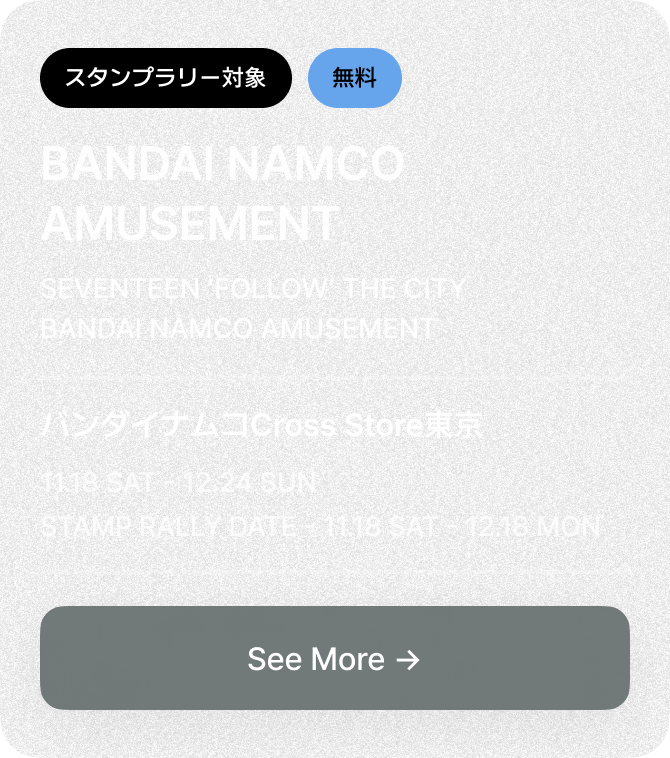 スタンプラリー対象 無料
BANDAI NAMCO
AMUSEMENT
SEVENTEEN 'FOLLOW' THE CITY
BANDAI NAMCO AMUSEMENT
バンダイナムコCross Store東京
11.18 SAT - 12.24 SUN
STAMP RALLY DATE - 11.18 SAT - 12.18 MON
See More →